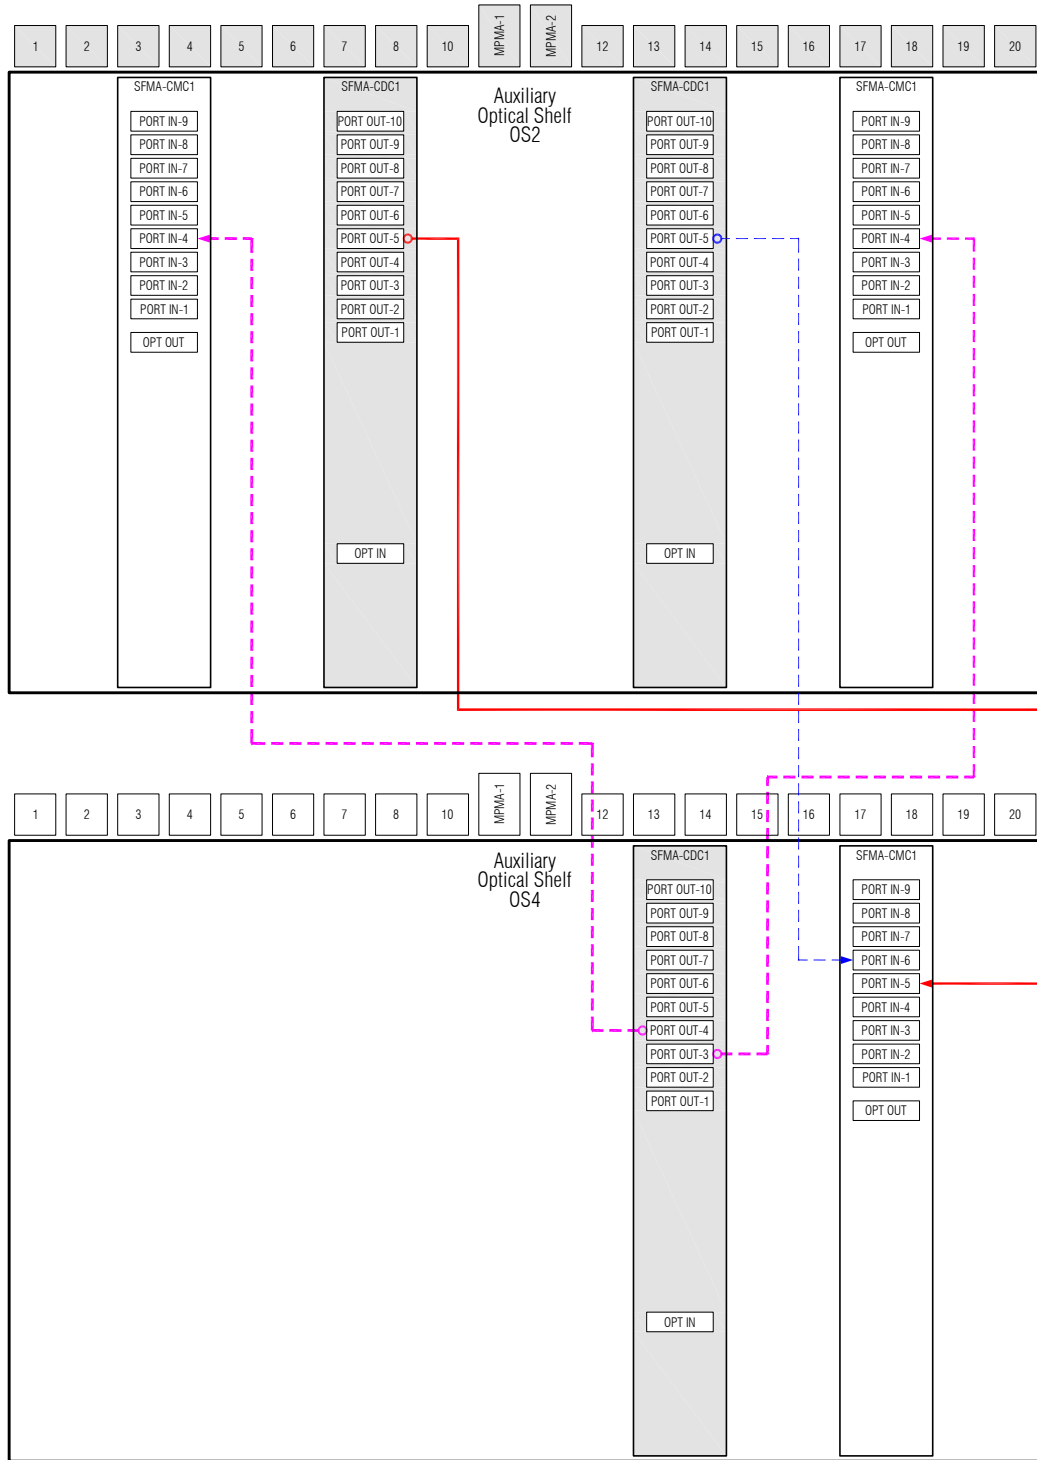 1 2 3 4 5 6 7 8 10 MPMA-1 MPMA-2 12 13 14 15 16 17 18 19 20
SFMA-CMC1
PORT IN-9
PORT IN-8
PORT IN-7
PORT IN-6
PORT IN-5
PORT IN-4
PORT IN-3
PORT IN-2
PORT IN-1
OPT OUT
SFMA-CDC1
PORT OUT-10
PORT OUT-9
PORT OUT-8
PORT OUT-7
PORT OUT-6
PORT OUT-5
PORT OUT-4
PORT OUT-3
PORT OUT-2
PORT OUT-1
OPT IN
Auxiliary
Optical Shelf
OS2
SFMA-CDC1
PORT OUT-10
PORT OUT-9
PORT OUT-8
PORT OUT-7
PORT OUT-6
PORT OUT-5
PORT OUT-4
PORT OUT-3
PORT OUT-2
PORT OUT-1
OPT IN
SFMA-CMC1
PORT IN-9
PORT IN-8
PORT IN-7
PORT IN-6
PORT IN-5
PORT IN-4
PORT IN-3
PORT IN-2
PORT IN-1
OPT OUT
1 2 3 4 5 6 7 8 10 MPMA-1 MPMA-2 12 13 14 15 16 17 18 19 20
Auxiliary
Optical Shelf
OS4
SFMA-CDC1
PORT OUT-10
PORT OUT-9
PORT OUT-8
PORT OUT-7
PORT OUT-6
PORT OUT-5
PORT OUT-4
PORT OUT-3
PORT OUT-2
PORT OUT-1
OPT IN
SFMA-CMC1
PORT IN-9
PORT IN-8
PORT IN-7
PORT IN-6
PORT IN-5
PORT IN-4
PORT IN-3
PORT IN-2
PORT IN-1
OPT OUT